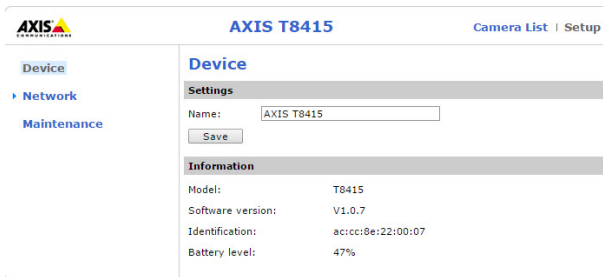 AXIS COMMUNICATIONS
AXIS T8415
Camera List | Setup
Device
Network
Maintenance
Device
Settings
Name: AXIS T8415
Save
Information
Model: T8415
Software version: V1.0.7
Identification: ac:cc:8e:22:00:07
Battery level: 47%